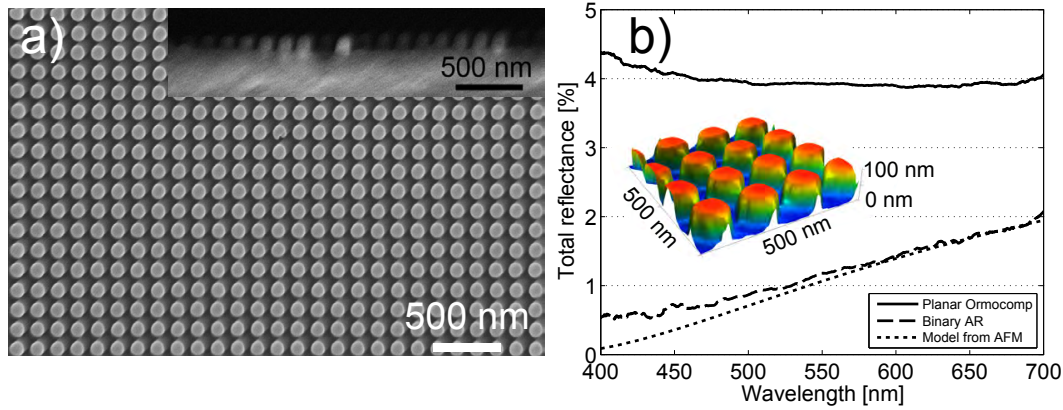 a)
500 nm
500 nm
b)
Total reflectance [%]
5
4
3
2
1
0
100 nm
0 nm
500 nm
500 nm
Planar Ormocomp
Binary AR
Model from AFM
400 450 500 550 600 650 700
Wavelength [nm]